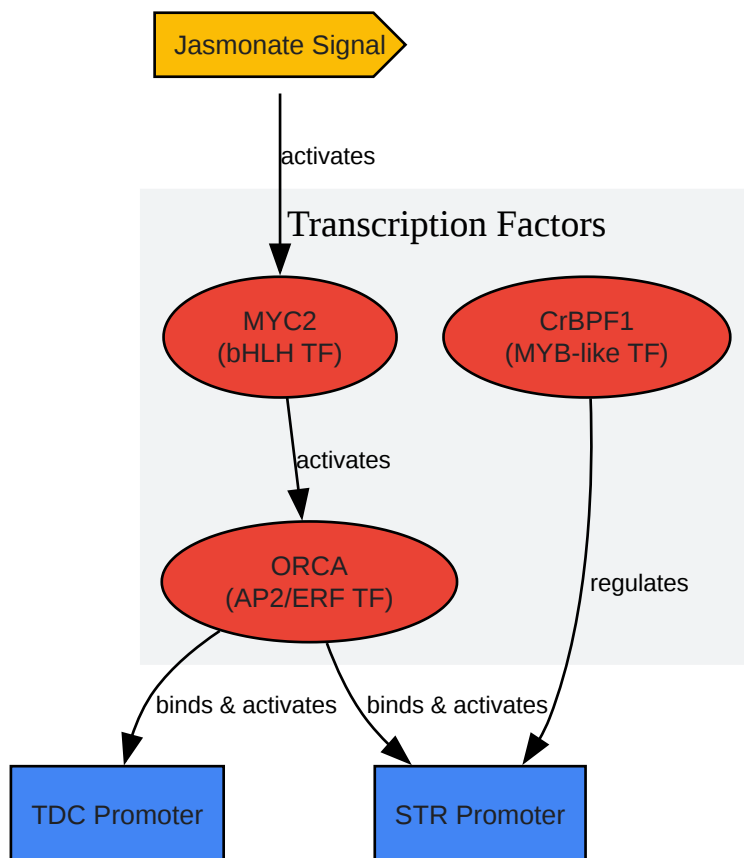 Jasmonate Signal
activates
Transcription Factors
MYC2
(bHLH TF)
CrBPF1
(MYB-like TF)
activates
ORCA
(AP2/ERF TF)
regulates
binds & activates
binds & activates
TDC Promoter
STR Promoter